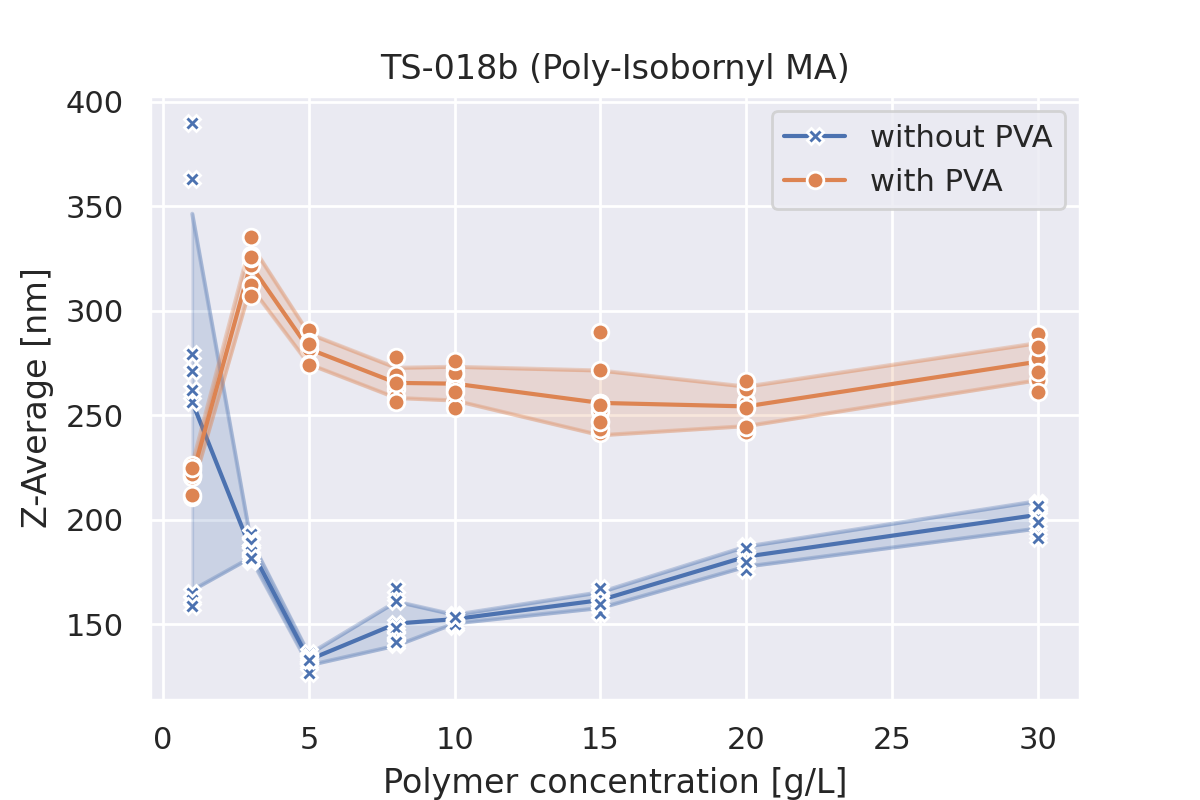 TS-018b (Poly-Isobornyl MA)
400
350
300
250
200
150
Z-Average [nm]
without PVA
with PVA
0 5 10 15 20 25 30
Polymer concentration [g/L]